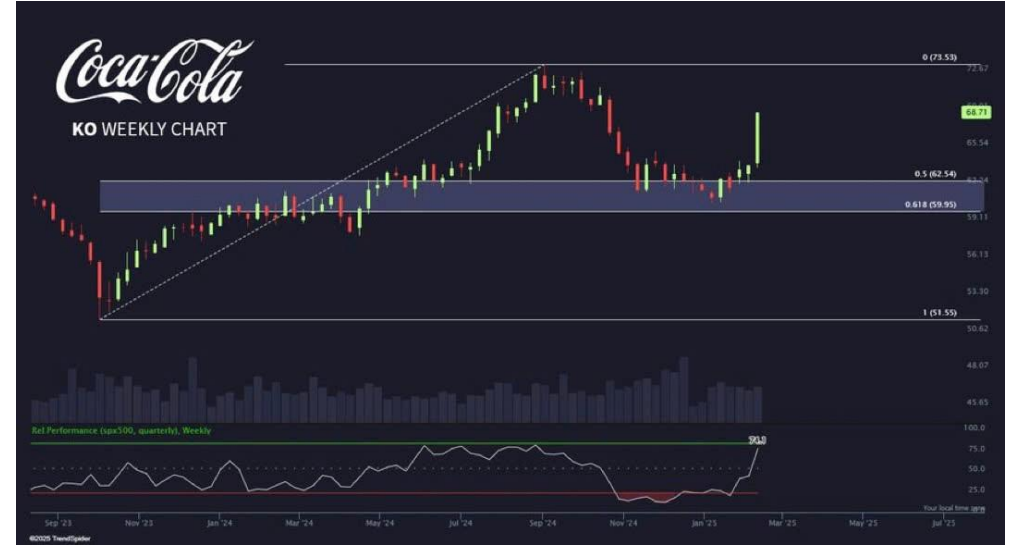 Coca-Cola
KO WEEKLY CHART
0 (73.53)
72.67
68.71
65.54
0.5 (62.54)
0.618 (59.95)
59.11
56.13
53.30
1 (51.55)
50.62
48.07
45.65
Rel Performance (spx500, quarterly), Weekly
100.0
75.0
50.0
25.0
Your local time zone
Sep '23 Nov '23 Jan '24 Mar '24 May '24 Jul '24 Sep '24 Nov '24 Jan '25 Mar '25 May '25 Jul '25
©2025 TrendSpider